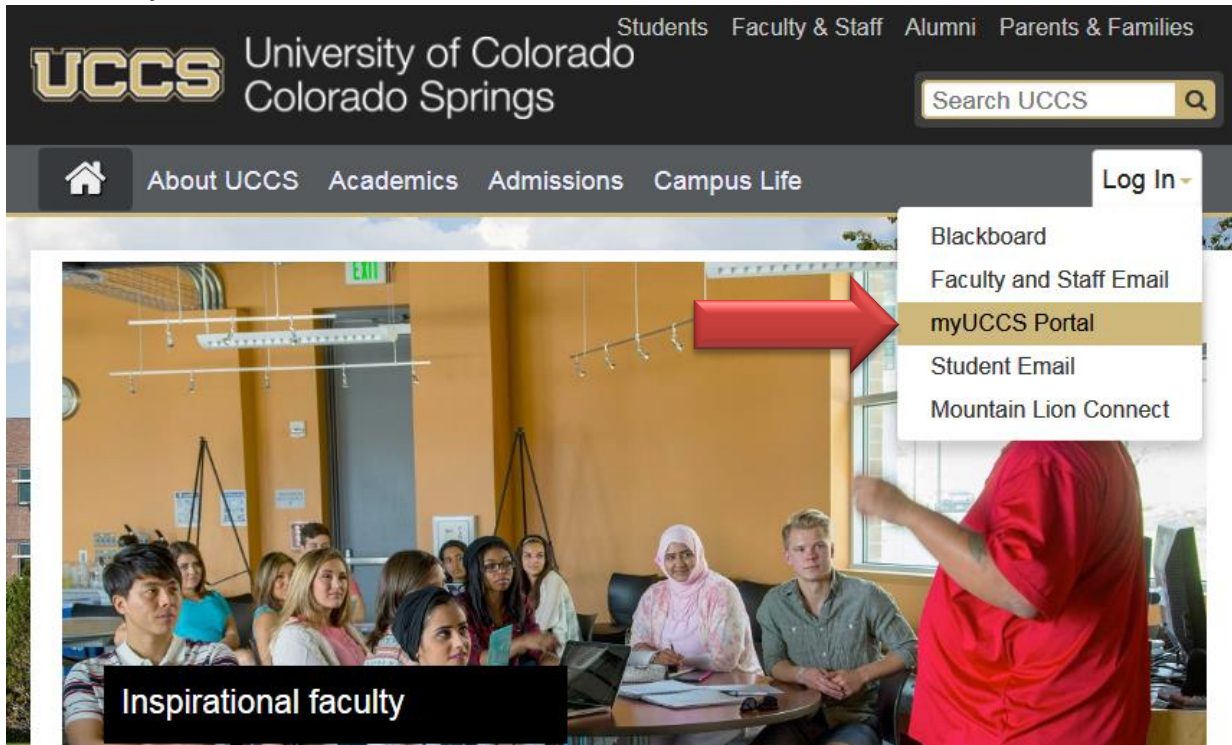 Students Faculty & Staff Alumni Parents & Families
UCCS
University of Colorado
Colorado Springs
Search UCCS
About UCCS Academics Admissions Campus Life
Log In
Blackboard
Faculty and Staff Email
myUCCS Portal
Student Email
Mountain Lion Connect
EXIT
Inspirational faculty